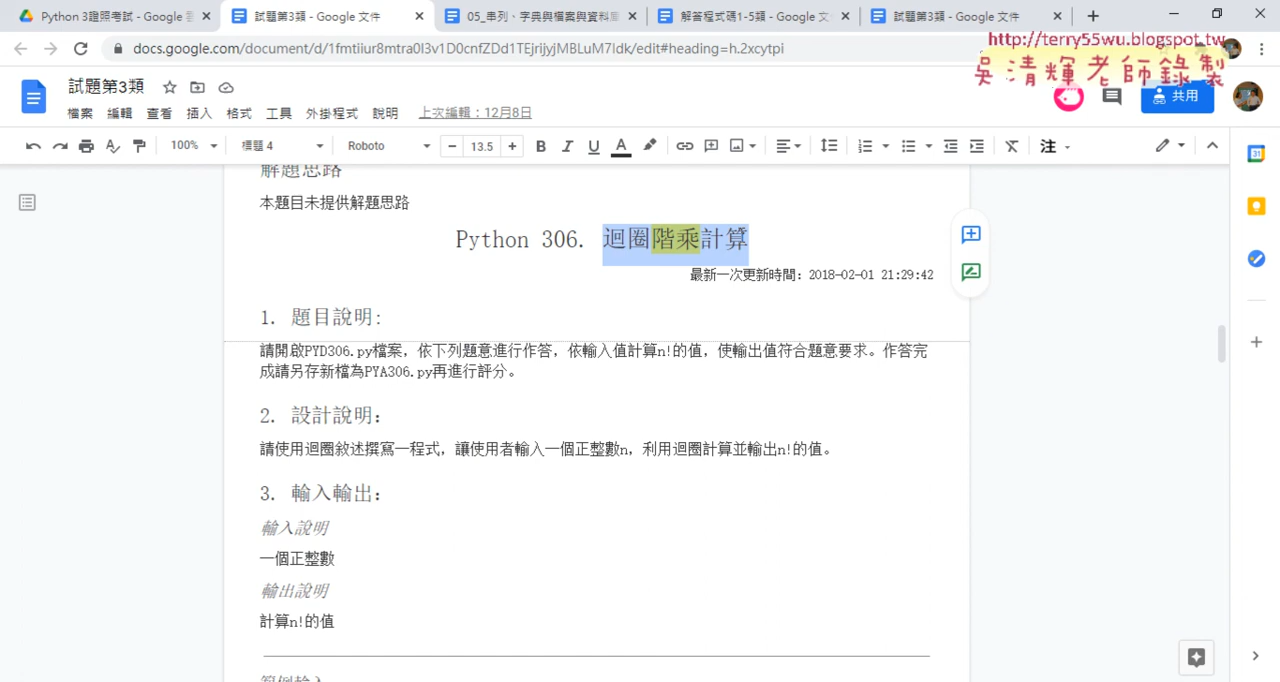 Python 3證照考試 - Google
試題第3類 - Google 文件
05_串列、字典與檔案與資料庫
解答程式碼1-5類 - Google 文
試題第3類 - Google 文件
docs.google.com/document/d/1fmtiiur8mtra0I3v1D0cnfZDd1TEjrijyjMBLuM7Idk/edit#heading=h.2xcytpi
http://terry55wu.blogspot.tw
吳清輝老師錄製
試題第3類
檔案 編輯 查看 插入 格式 工具 外掛程式 說明 上次編輯：12月8日
共用
100% 標題 4 Roboto 13.5 B I U A 注
解題思路
本題目未提供解題思路
Python 306. 迴圈階乘計算
最新一次更新時間：2018-02-01 21:29:42
1. 題目說明:
請開啟PYD306.py檔案，依下列題意進行作答，依輸入值計算n!的值，使輸出值符合題意要求。作答完
成請另存新檔為PYA306.py再進行評分。
2. 設計說明：
請使用迴圈敘述撰寫一程式，讓使用者輸入一個正整數n，利用迴圈計算並輸出n!的值。
3. 輸入輸出：
輸入說明
一個正整數
輸出說明
計算n!的值
範例輸入